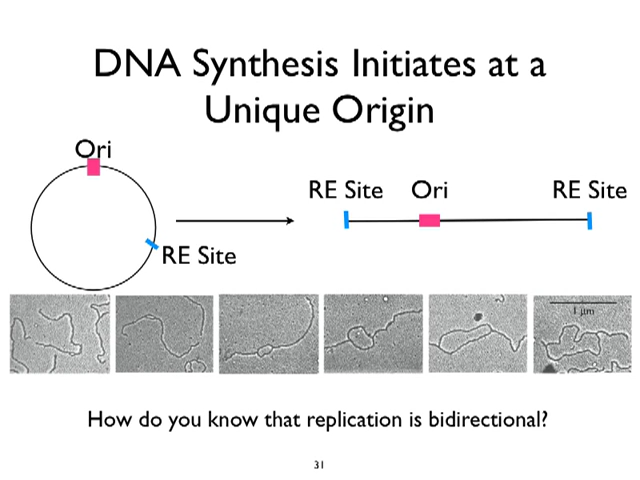 DNA Synthesis Initiates at a
Unique Origin
Ori
RE Site
RE Site Ori RE Site
1 µm
How do you know that replication is bidirectional?
31